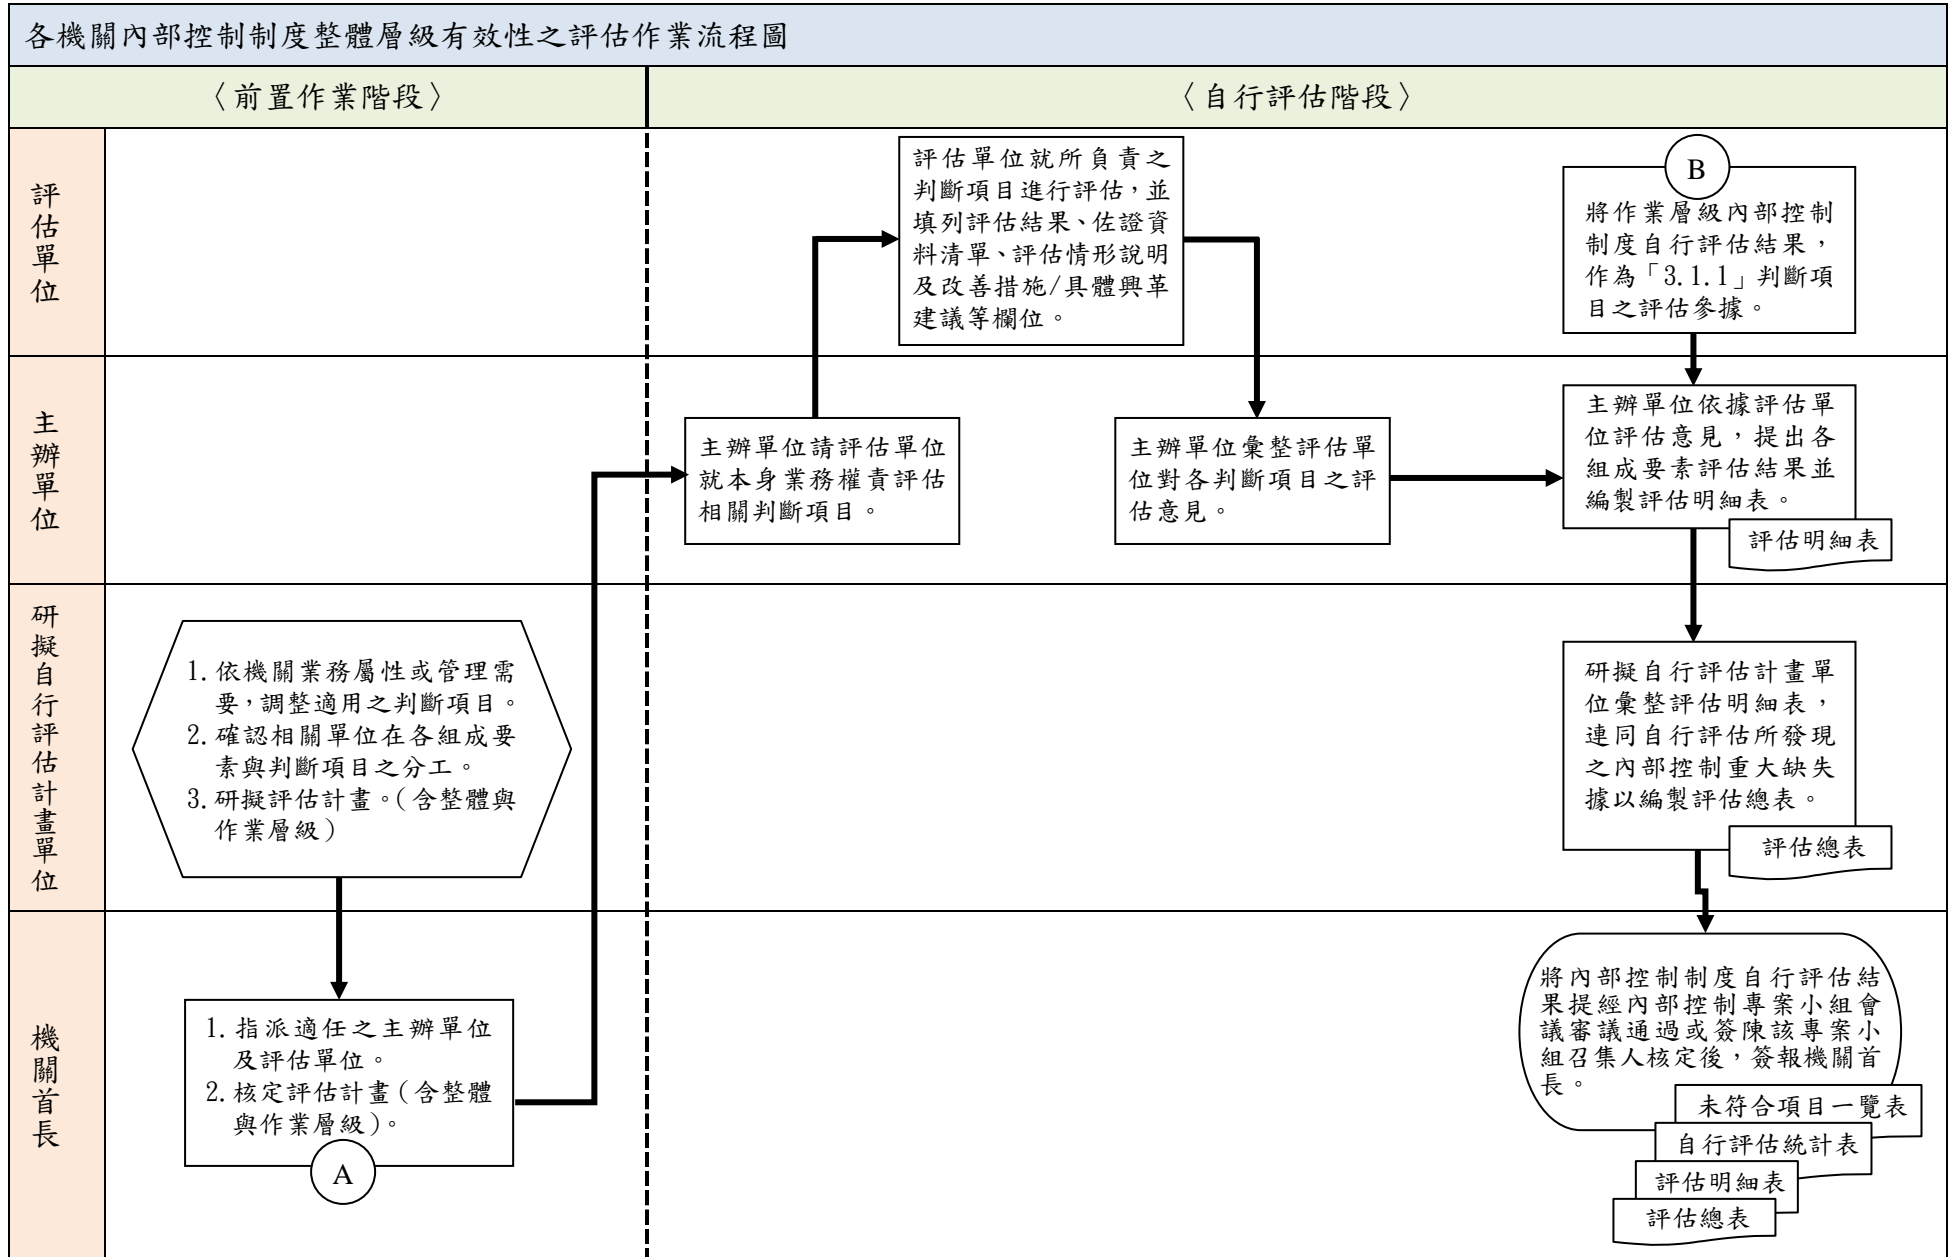 各機關內部控制制度整體層級有效性之評估作業流程圖
〈前置作業階段〉
〈自行評估階段〉
評估單位
評估單位就所負責之
判斷項目進行評估，並
填列評估結果、佐證資
料清單、評估情形說明
及改善措施/具體興革
建議等欄位。
B
將作業層級內部控制
制度自行評估結果，
作為「3.1.1」判斷項
目之評估參據。
主辦單位
主辦單位請評估單位
就本身業務權責評估
相關判斷項目。
主辦單位彙整評估單
位對各判斷項目之評
估意見。
主辦單位依據評估單
位評估意見，提出各
組成要素評估結果並
編製評估明細表。
評估明細表
研擬自行評估計畫單位
1.依機關業務屬性或管理需
要，調整適用之判斷項目。
2.確認相關單位在各組成要
素與判斷項目之分工。
3.研擬評估計畫。(含整體與
作業層級)
研擬自行評估計畫單
位彙整評估明細表，
連同自行評估所發現
之內部控制重大缺失
據以編製評估總表。
評估總表
機關首長
1.指派適任之主辦單位
及評估單位。
2.核定評估計畫(含整體
與作業層級)。
A
將內部控制制度自行評估結
果提經內部控制專案小組會
議審議通過或簽陳該專案小
組召集人核定後，簽報機關首
長。
未符合項目一覽表
自行評估統計表
評估明細表
評估總表